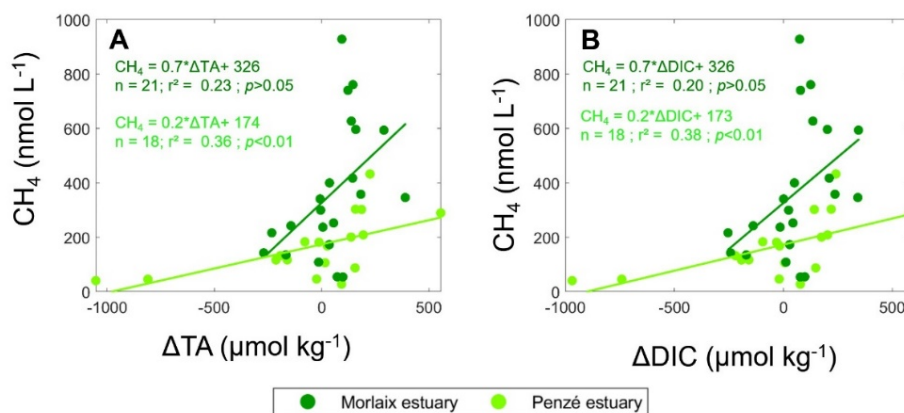 A
CH₄ = 0.7*ΔTA+ 326
n = 21; r² = 0.23 ; p>0.05
CH₄ = 0.2*ΔTA+ 174
n = 18; r² = 0.36 ; p<0.01
CH₄ (nmol L⁻¹)
1000
800
600
400
200
0
-1000
-500
0
500
ΔTA (µmol kg⁻¹)
B
CH₄ = 0.7*ΔDIC+ 326
n = 21; r² = 0.20 ; p>0.05
CH₄ = 0.2*ΔDIC+ 173
n = 18; r² = 0.38 ; p<0.01
CH₄ (nmol L⁻¹)
1000
800
600
400
200
0
-1000
-500
0
500
ΔDIC (µmol kg⁻¹)
Morlaix estuary
Penzé estuary